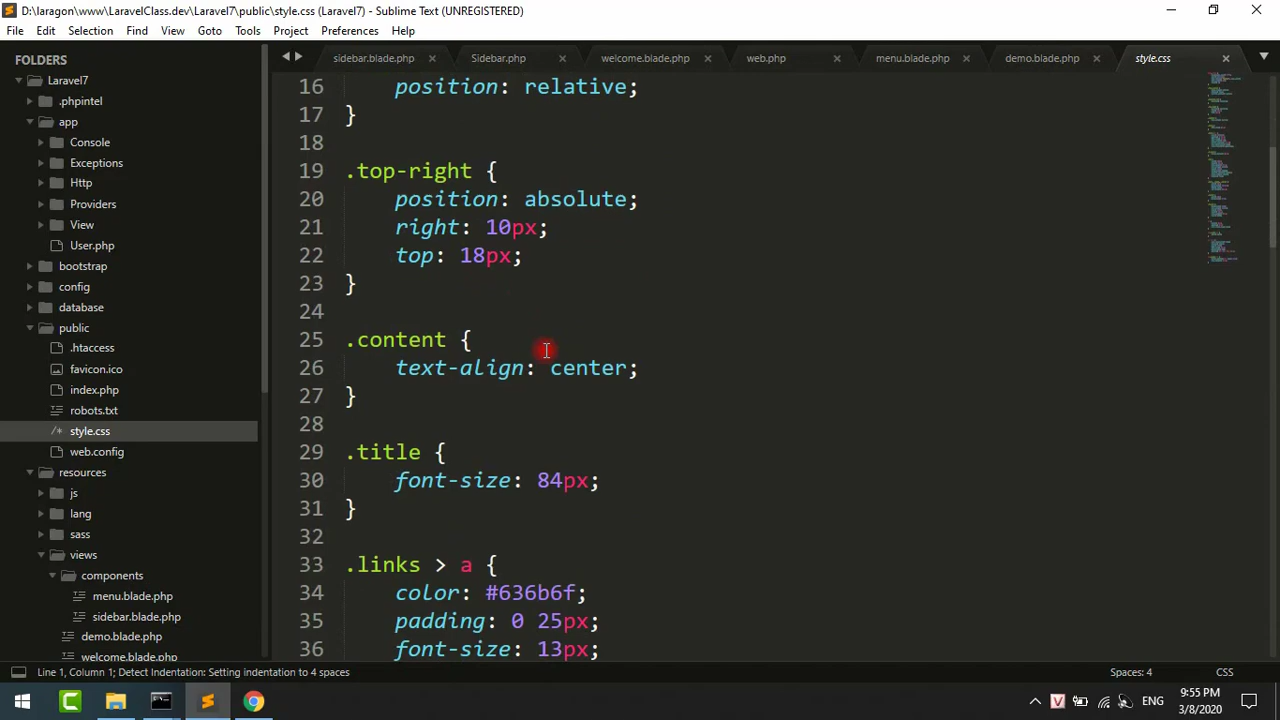 D:\laragon\www\LaravelClass.dev\Laravel7\public\style.css (Laravel7) - Sublime Text (UNREGISTERED)
File Edit Selection Find View Goto Tools Project Preferences Help
FOLDERS
Laravel7
.phpintel
app
Console
Exceptions
Http
Providers
View
User.php
bootstrap
config
database
public
.htaccess
favicon.ico
index.php
robots.txt
/* style.css
web.config
resources
js
lang
sass
views
components
menu.blade.php
sidebar.blade.php
demo.blade.php
welcome.blade.php
sidebar.blade.php Sidebar.php welcome.blade.php web.php menu.blade.php demo.blade.php style.css
16 position: relative;
17 }
18
19 .top-right {
20 position: absolute;
21 right: 10px;
22 top: 18px;
23 }
24
25 .content {
26 text-align: center;
27 }
28
29 .title {
30 font-size: 84px;
31 }
32
33 .links > a {
34 color: #636b6f;
35 padding: 0 25px;
36 font-size: 13px;
Line 1, Column 1; Detect Indentation: Setting indentation to 4 spaces Spaces: 4 CSS
ENG 9:55 PM
3/8/2020